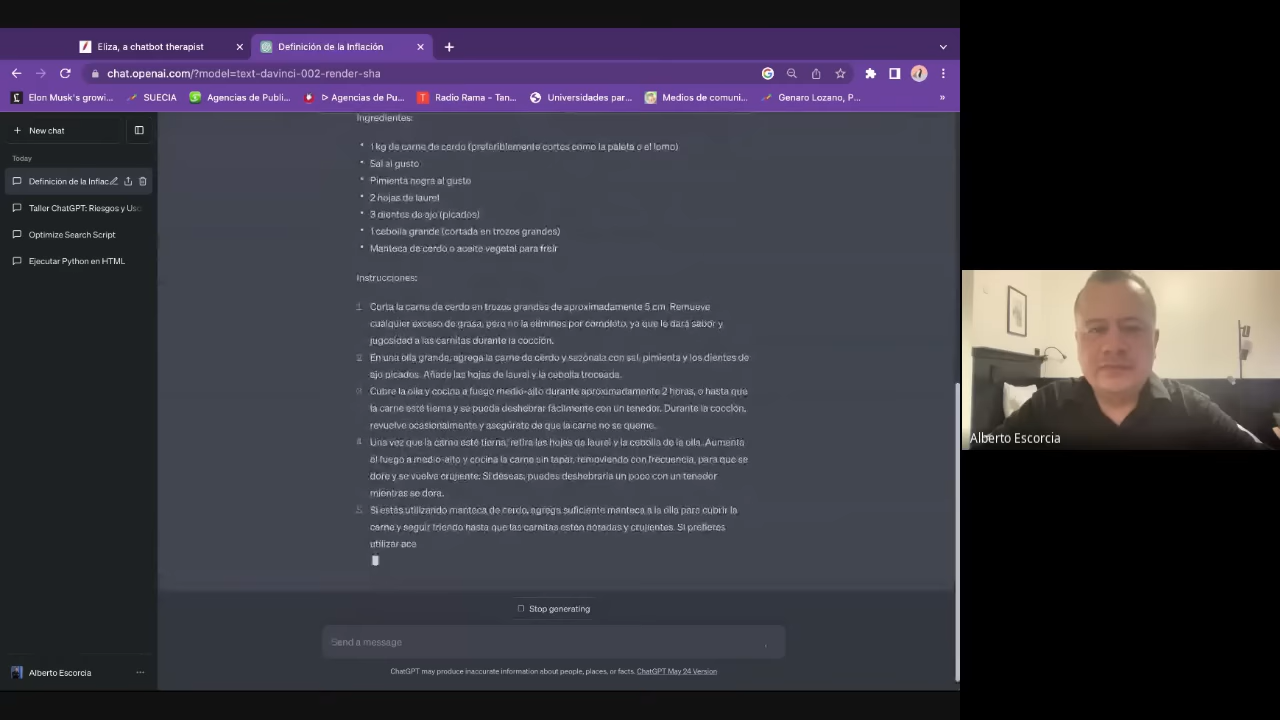 Eliza, a chatbot therapist
Definición de la Inflación
chat.openai.com/?model=text-davinci-002-render-sha
Elon Musk's growi...
SUECIA
Agencias de Publi...
Agencias de Pu...
Radio Rama - Tan...
Universidades par...
Medios de comuni...
Genaro Lozano, P...
»
New chat
Today
Definición de la Inflac
Taller ChatGPT: Riesgos y Uso
Optimize Search Script
Ejecutar Python en HTML
Ingredientes:
• 1 kg de carne de cerdo (preferiblemente cortes como la paleta o el lomo)
• Sal al gusto
• Pimienta negra al gusto
• 2 hojas de laurel
• 3 dientes de ajo (picados)
• 1 cebolla grande (cortada en trozos grandes)
• Manteca de cerdo o aceite vegetal para freír
Instrucciones:
1. Corta la carne de cerdo en trozos grandes de aproximadamente 5 cm. Remueve
cualquier exceso de grasa, pero no la elimines por completo, ya que le dará sabor y
jugosidad a las carnitas durante la cocción.
2. En una olla grande, agrega la carne de cerdo y sazónala con sal, pimienta y los dientes de
ajo picados. Añade las hojas de laurel y la cebolla troceada.
3. Cubre la olla y cocina a fuego medio-alto durante aproximadamente 2 horas, o hasta que
la carne esté tierna y se pueda deshebrar fácilmente con un tenedor. Durante la cocción,
revuelve ocasionalmente y asegúrate de que la carne no se queme.
4. Una vez que la carne esté tierna, retira las hojas de laurel y la cebolla de la olla. Aumenta
el fuego a medio-alto y cocina la carne sin tapar, removiendo con frecuencia, para que se
dore y se vuelve crujiente. Si deseas, puedes deshebrarla un poco con un tenedor
mientras se dora.
5. Si estás utilizando manteca de cerdo, agrega suficiente manteca a la olla para cubrir la
carne y seguir friendo hasta que las carnitas estén doradas y crujientes. Si prefieres
utilizar ace
Stop generating
Send a message
ChatGPT may produce inaccurate information about people, places, or facts. ChatGPT May 24 Version
Alberto Escorcia
Alberto Escorcia